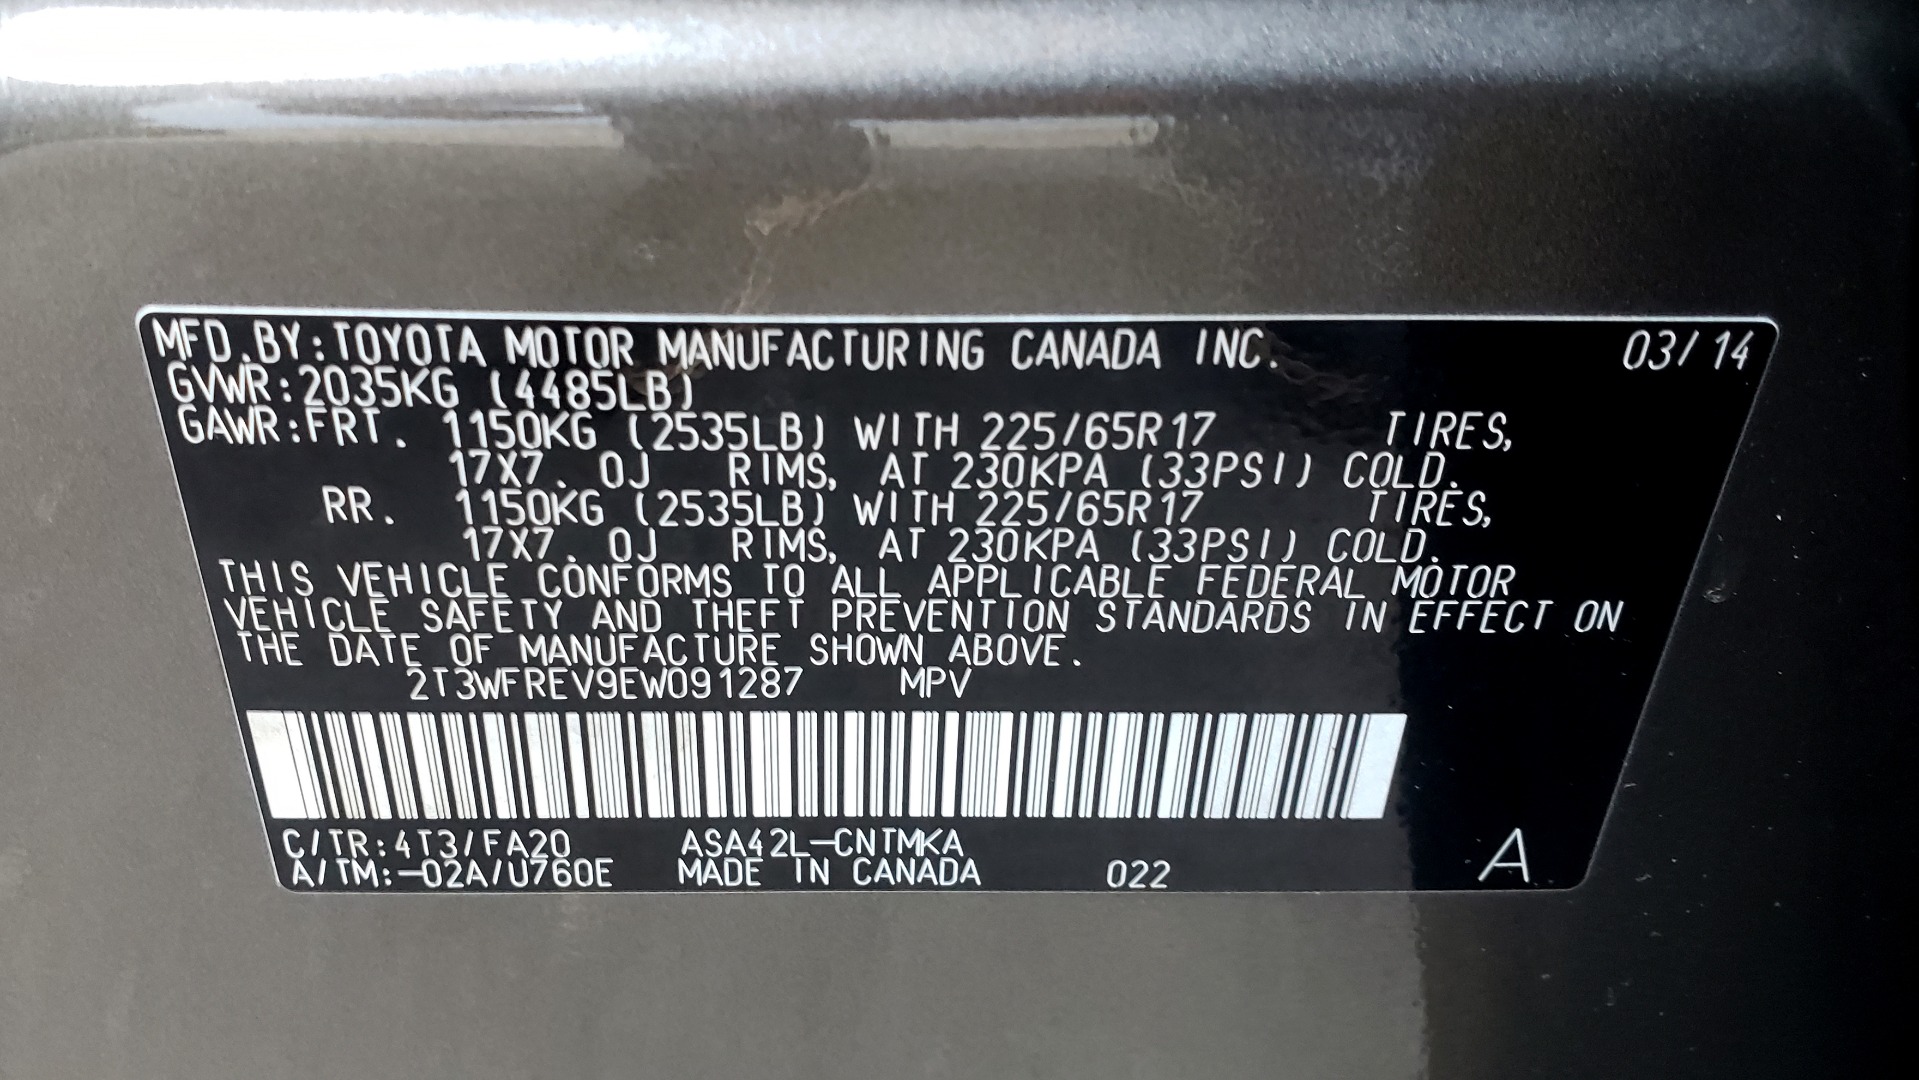 MFD.BY:TOYOTA MOTOR MANUFACTURING CANADA INC. 03/14
GVWR:2035KG (4485LB)
GAWR:FRT. 1150KG (2535LB) WITH 225/65R17 TIRES,
17X7.0J RIMS, AT 230KPA (33PSI) COLD.
RR. 1150KG (2535LB) WITH 225/65R17 TIRES,
17X7.0J RIMS, AT 230KPA (33PSI) COLD.
THIS VEHICLE CONFORMS TO ALL APPLICABLE FEDERAL MOTOR
VEHICLE SAFETY AND THEFT PREVENTION STANDARDS IN EFFECT ON
THE DATE OF MANUFACTURE SHOWN ABOVE.
2T3WFREV9EW091287 MPV
C/TR:4T3/FA20 ASA42L-CNTMKA
A/TM:-02A/U760E MADE IN CANADA 022 A